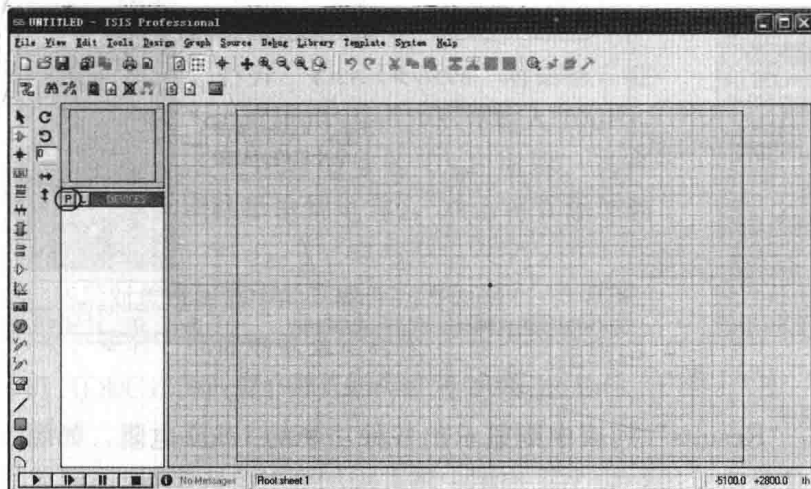 UNTITLED - ISIS Professional
File View Edit Tools Design Graph Source Debug Library Template System Help
0
P L DEVICES
No Messages Root sheet 1 -5100.0 +2800.0